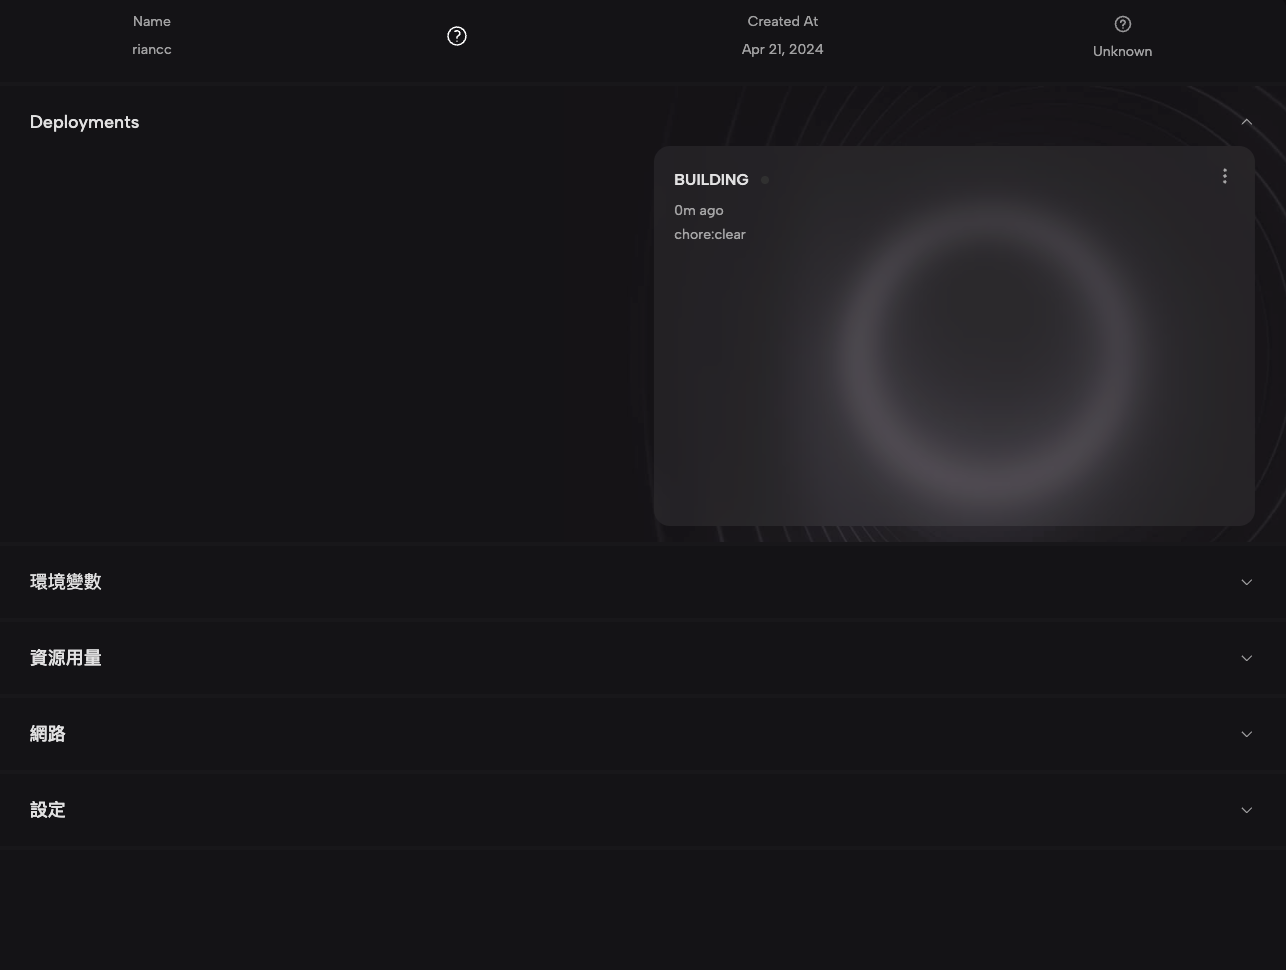 Name
riancc
Created At
Apr 21, 2024
Unknown
Deployments
BUILDING
0m ago
chore:clear
環境變數
資源用量
網路
設定